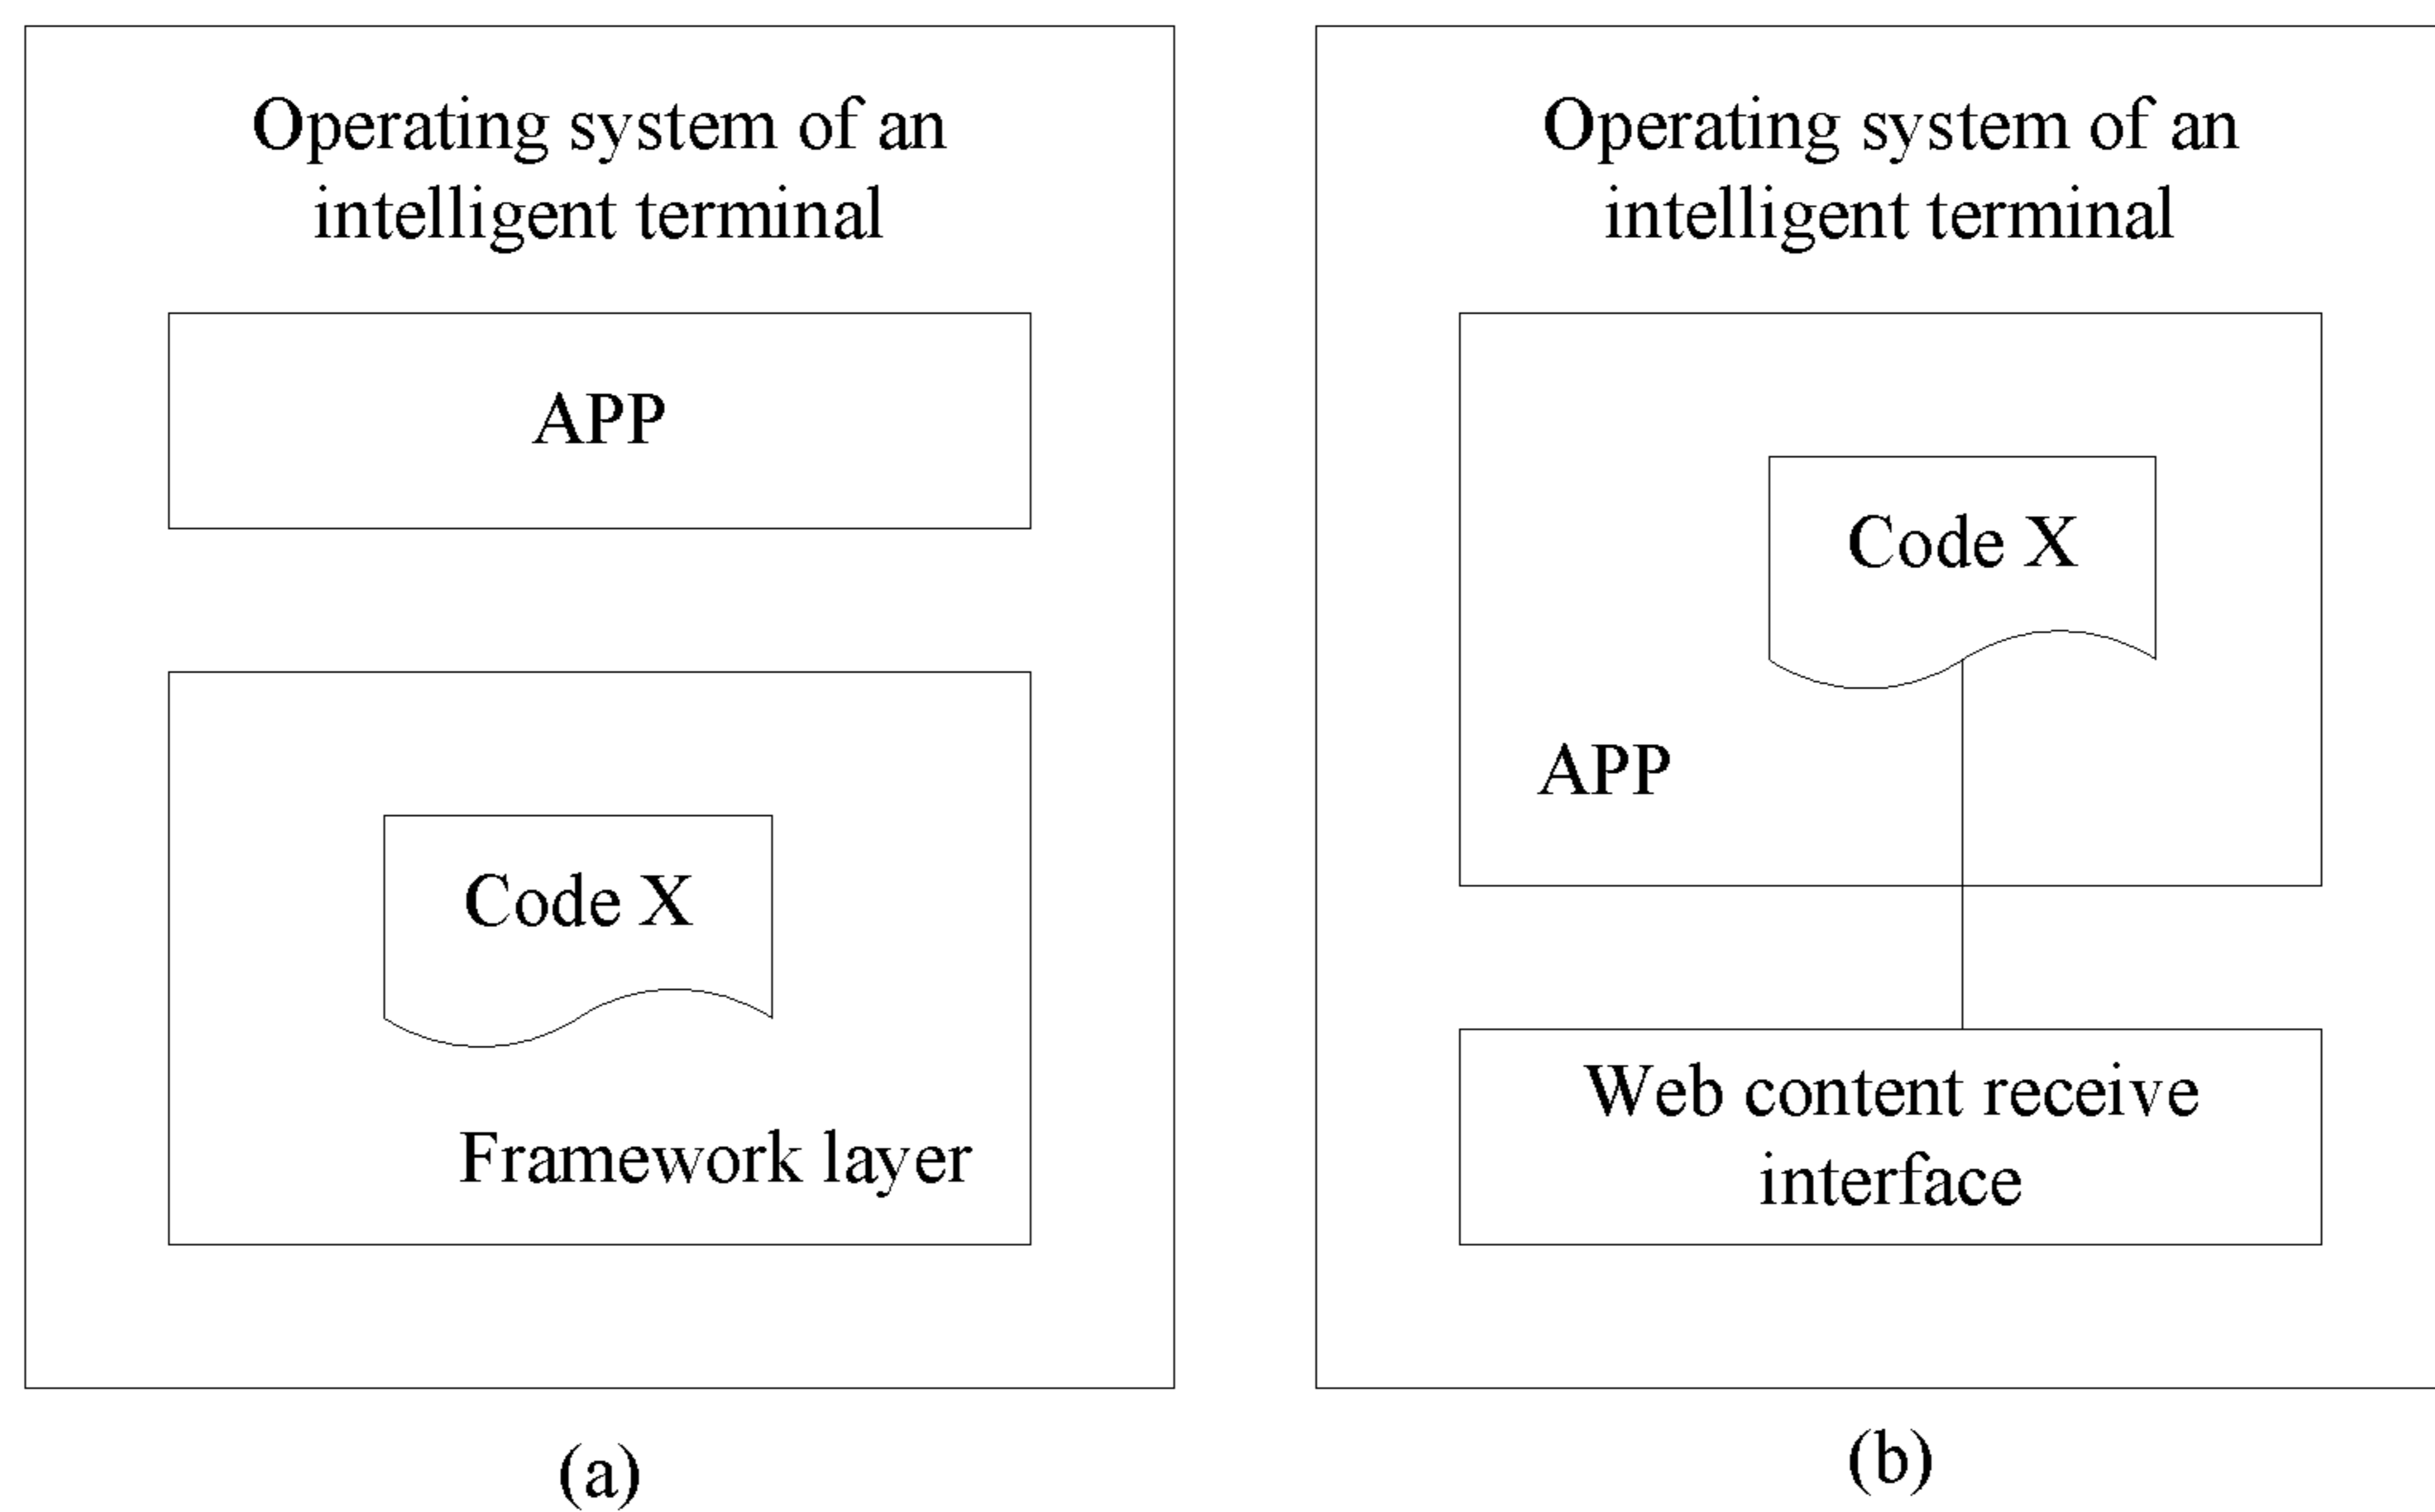 Operating system of an
intelligent terminal
APP
Code X
Framework layer
(a)
Operating system of an
intelligent terminal
Code X
APP
Web content receive
interface
(b)